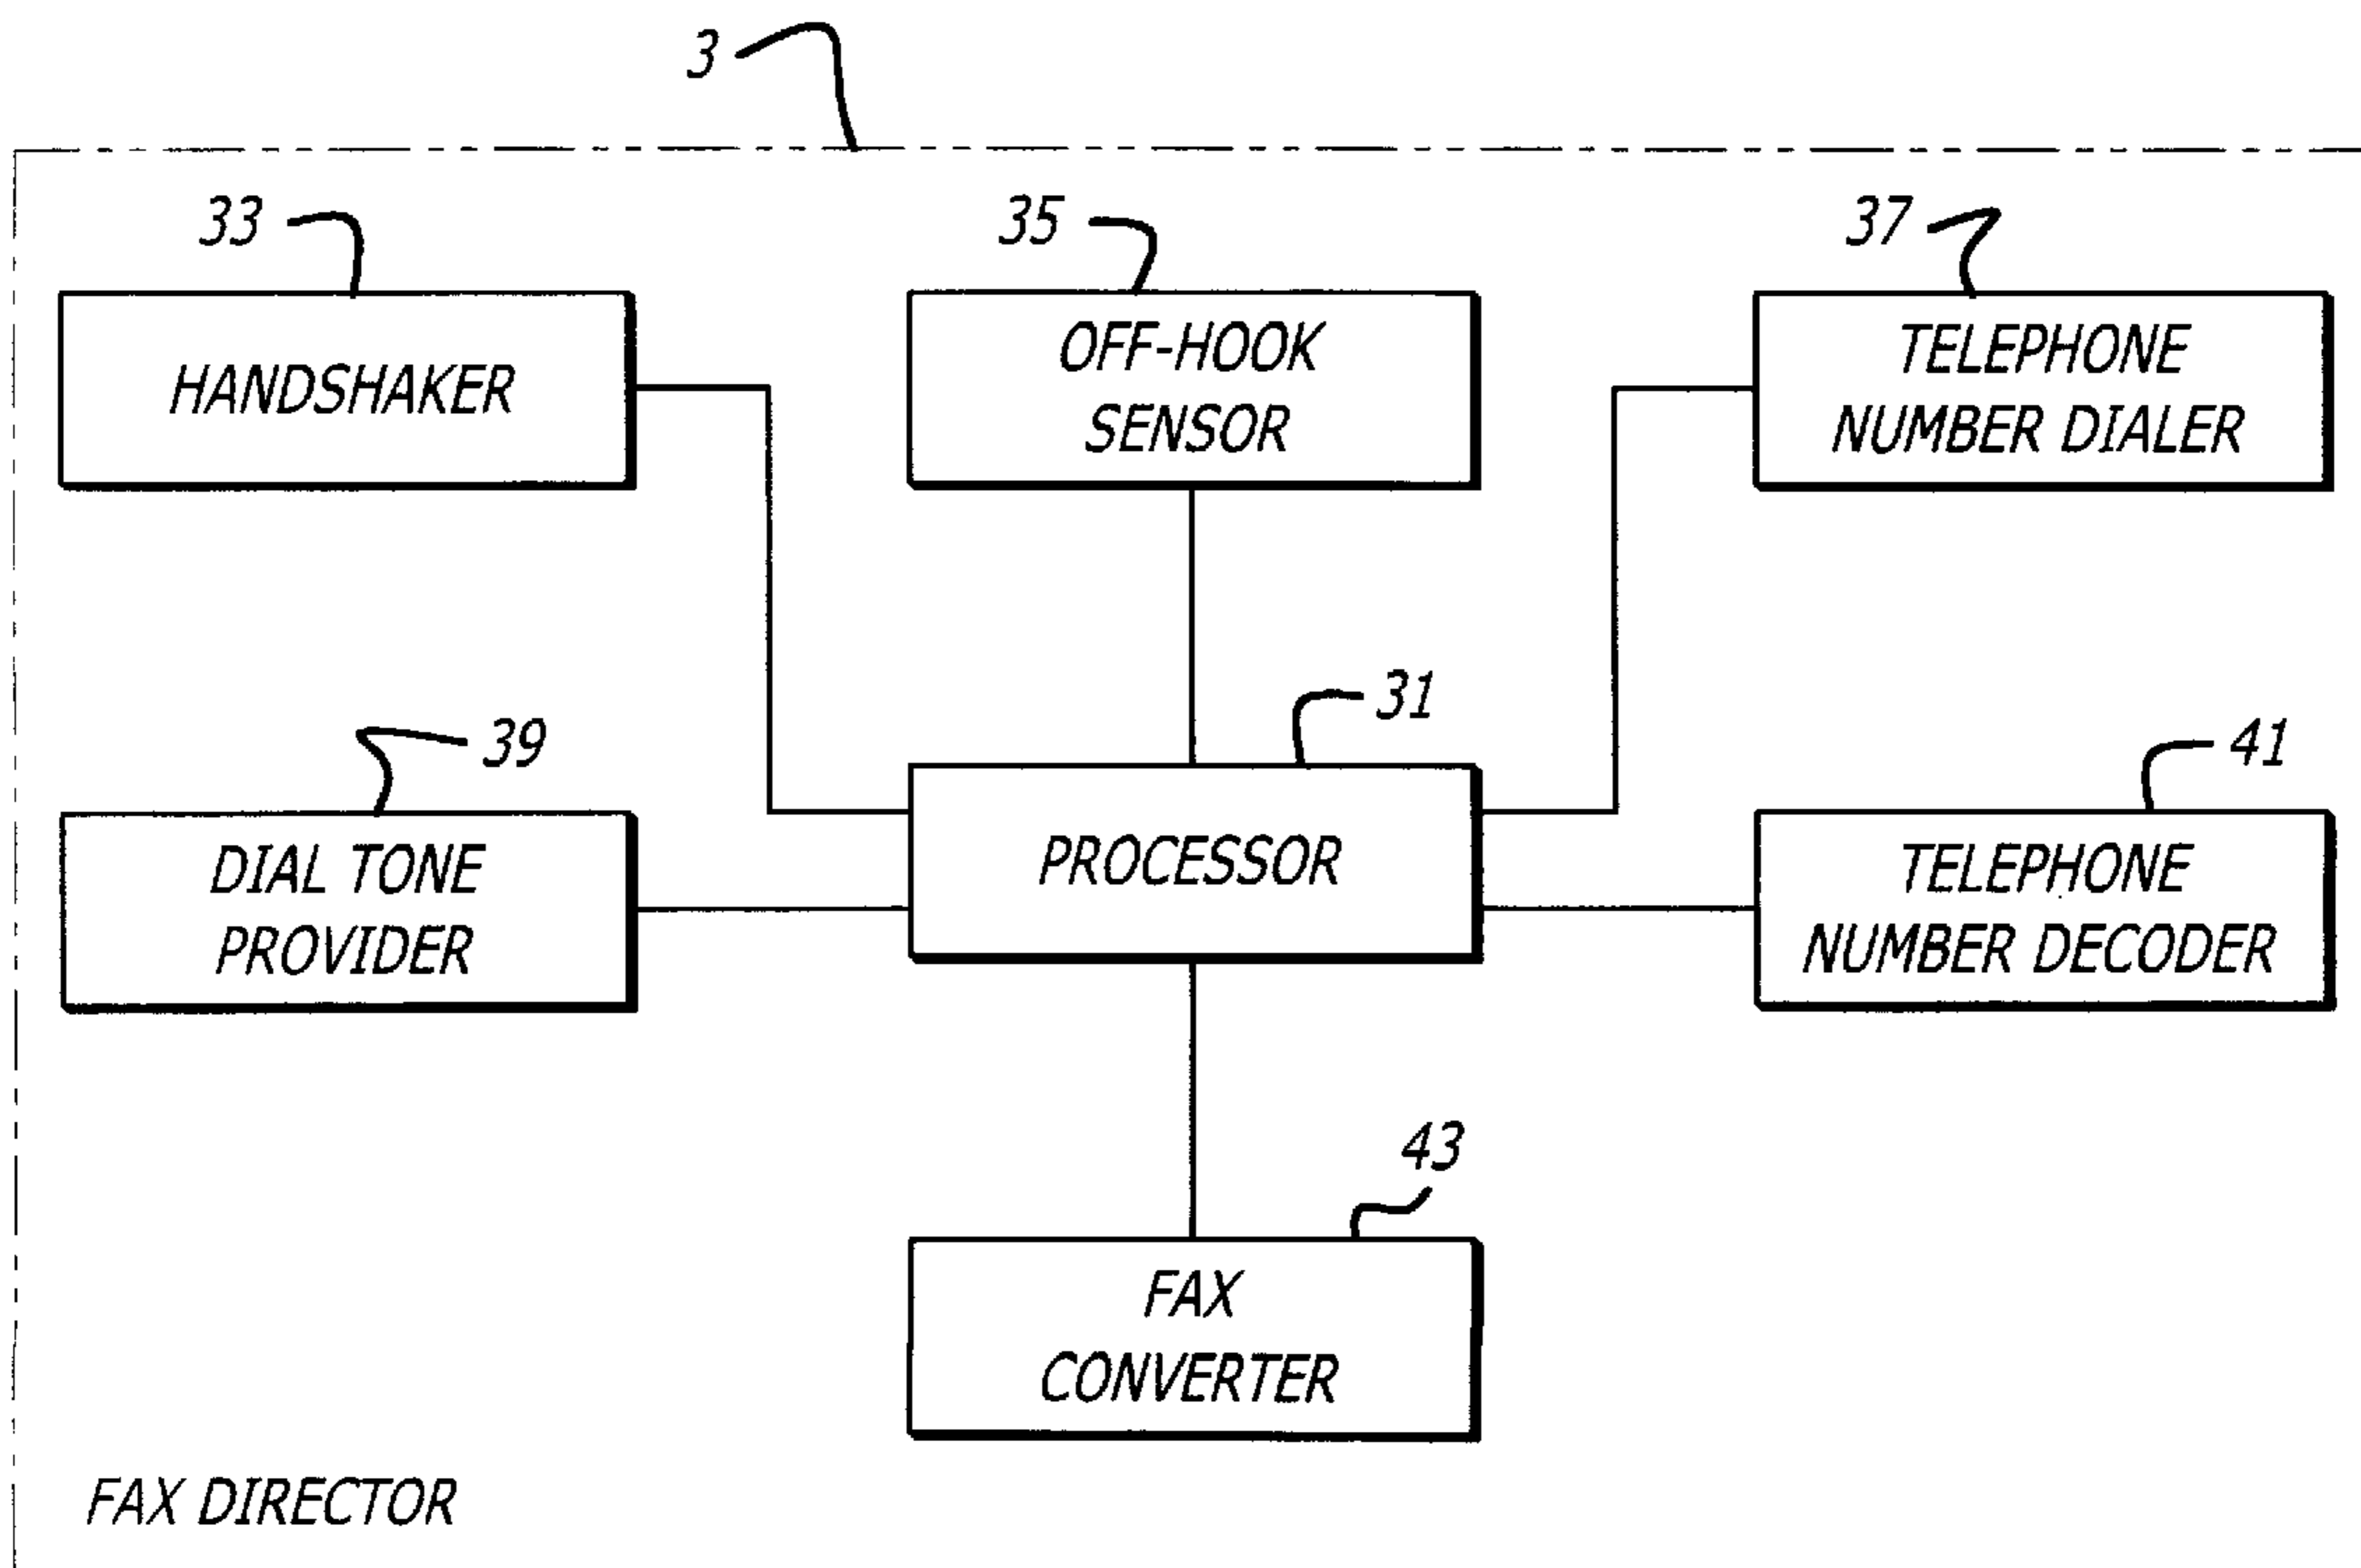 3
33
35
37
HANDSHAKER
OFF-HOOK
SENSOR
TELEPHONE
NUMBER DIALER
39
31
41
DIAL TONE
PROVIDER
PROCESSOR
TELEPHONE
NUMBER DECODER
43
FAX
CONVERTER
FAX DIRECTOR